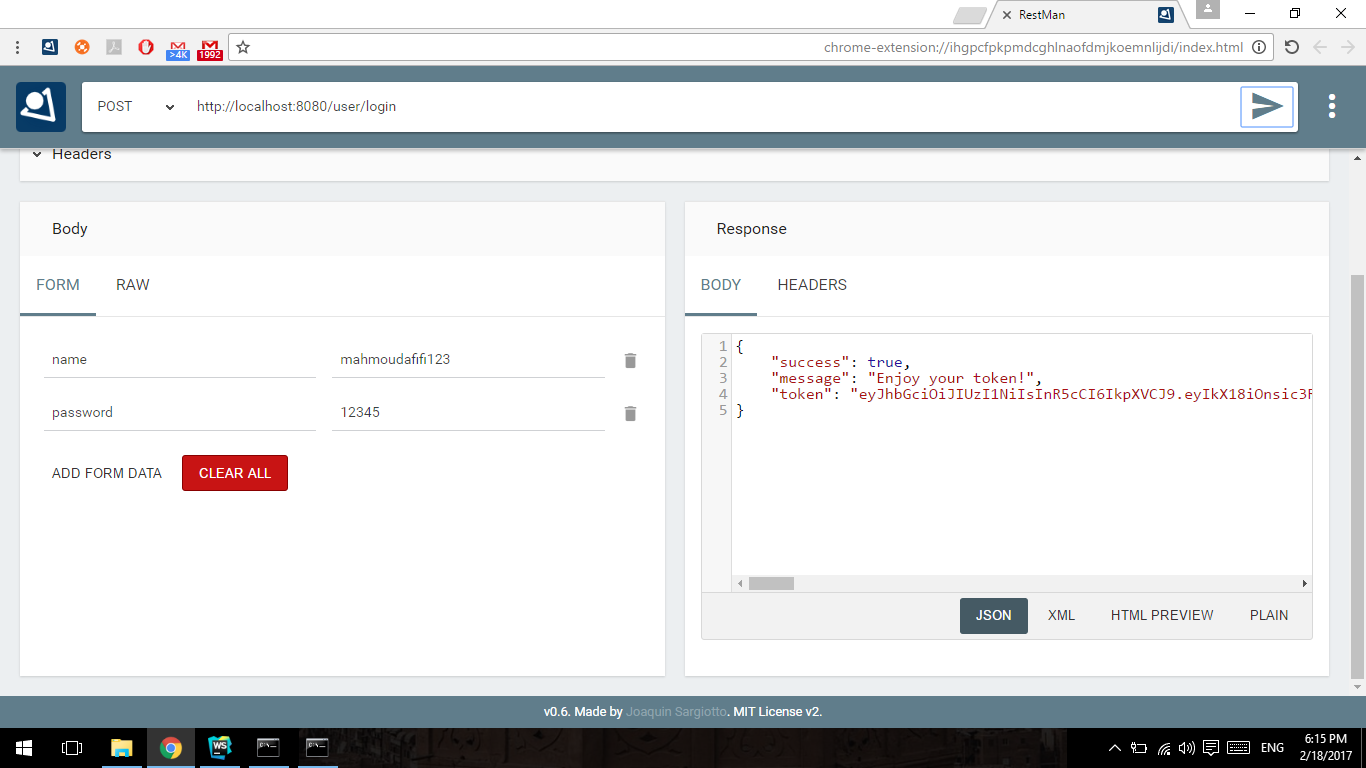 RestMan
>4K
1992
chrome-extension://ihgpcfpkpmdcghlnaofdmjkoemnlijdi/index.html
POST
http://localhost:8080/user/login
Headers
Body
FORM
RAW
name
mahmoudafifi123
password
12345
ADD FORM DATA
CLEAR ALL
Response
BODY
HEADERS
1 {
2 "success": true,
3 "message": "Enjoy your token!",
4 "token": "eyJhbGciOiJIUzI1NiIsInR5cCI6IkpXVCJ9.eyIkX18iOnsic3R
5 }
JSON
XML
HTML PREVIEW
PLAIN
v0.6. Made by Joaquin Sargiotto. MIT License v2.
WS
C:\.
C:\.
ENG
6:15 PM
2/18/2017